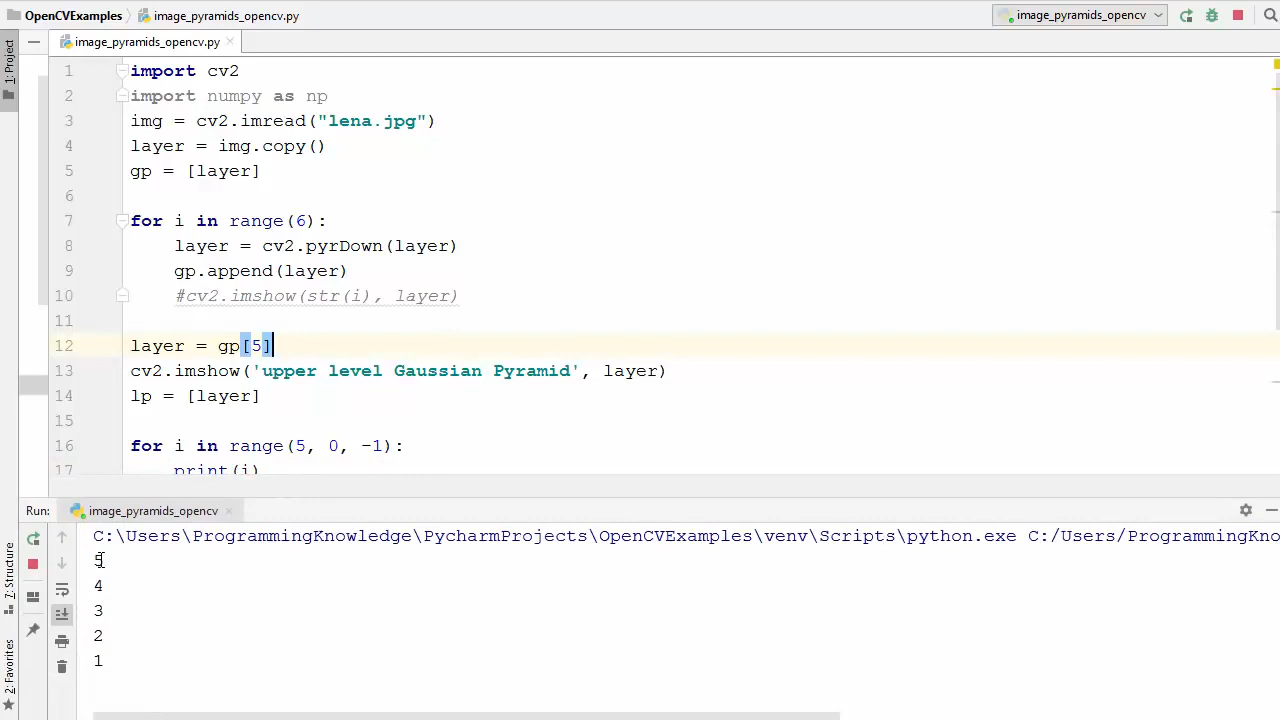 OpenCVExamples image_pyramids_opencv.py image_pyramids_opencv
image_pyramids_opencv.py
1: Project
1 import cv2
2 import numpy as np
3 img = cv2.imread("lena.jpg")
4 layer = img.copy()
5 gp = [layer]
6
7 for i in range(6):
8 layer = cv2.pyrDown(layer)
9 gp.append(layer)
10 #cv2.imshow(str(i), layer)
11
12 layer = gp[5]
13 cv2.imshow('upper level Gaussian Pyramid', layer)
14 lp = [layer]
15
16 for i in range(5, 0, -1):
17 print(i)
Run: image_pyramids_opencv
C:\Users\ProgrammingKnowledge\PycharmProjects\OpenCVExamples\venv\Scripts\python.exe C:/Users/ProgrammingKno
5
4
3
2
1
7: Structure
2: Favorites